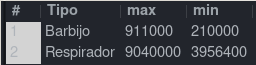 # Tipo max min
1 Barbijo 911000 210000
2 Respirador 9040000 3956400